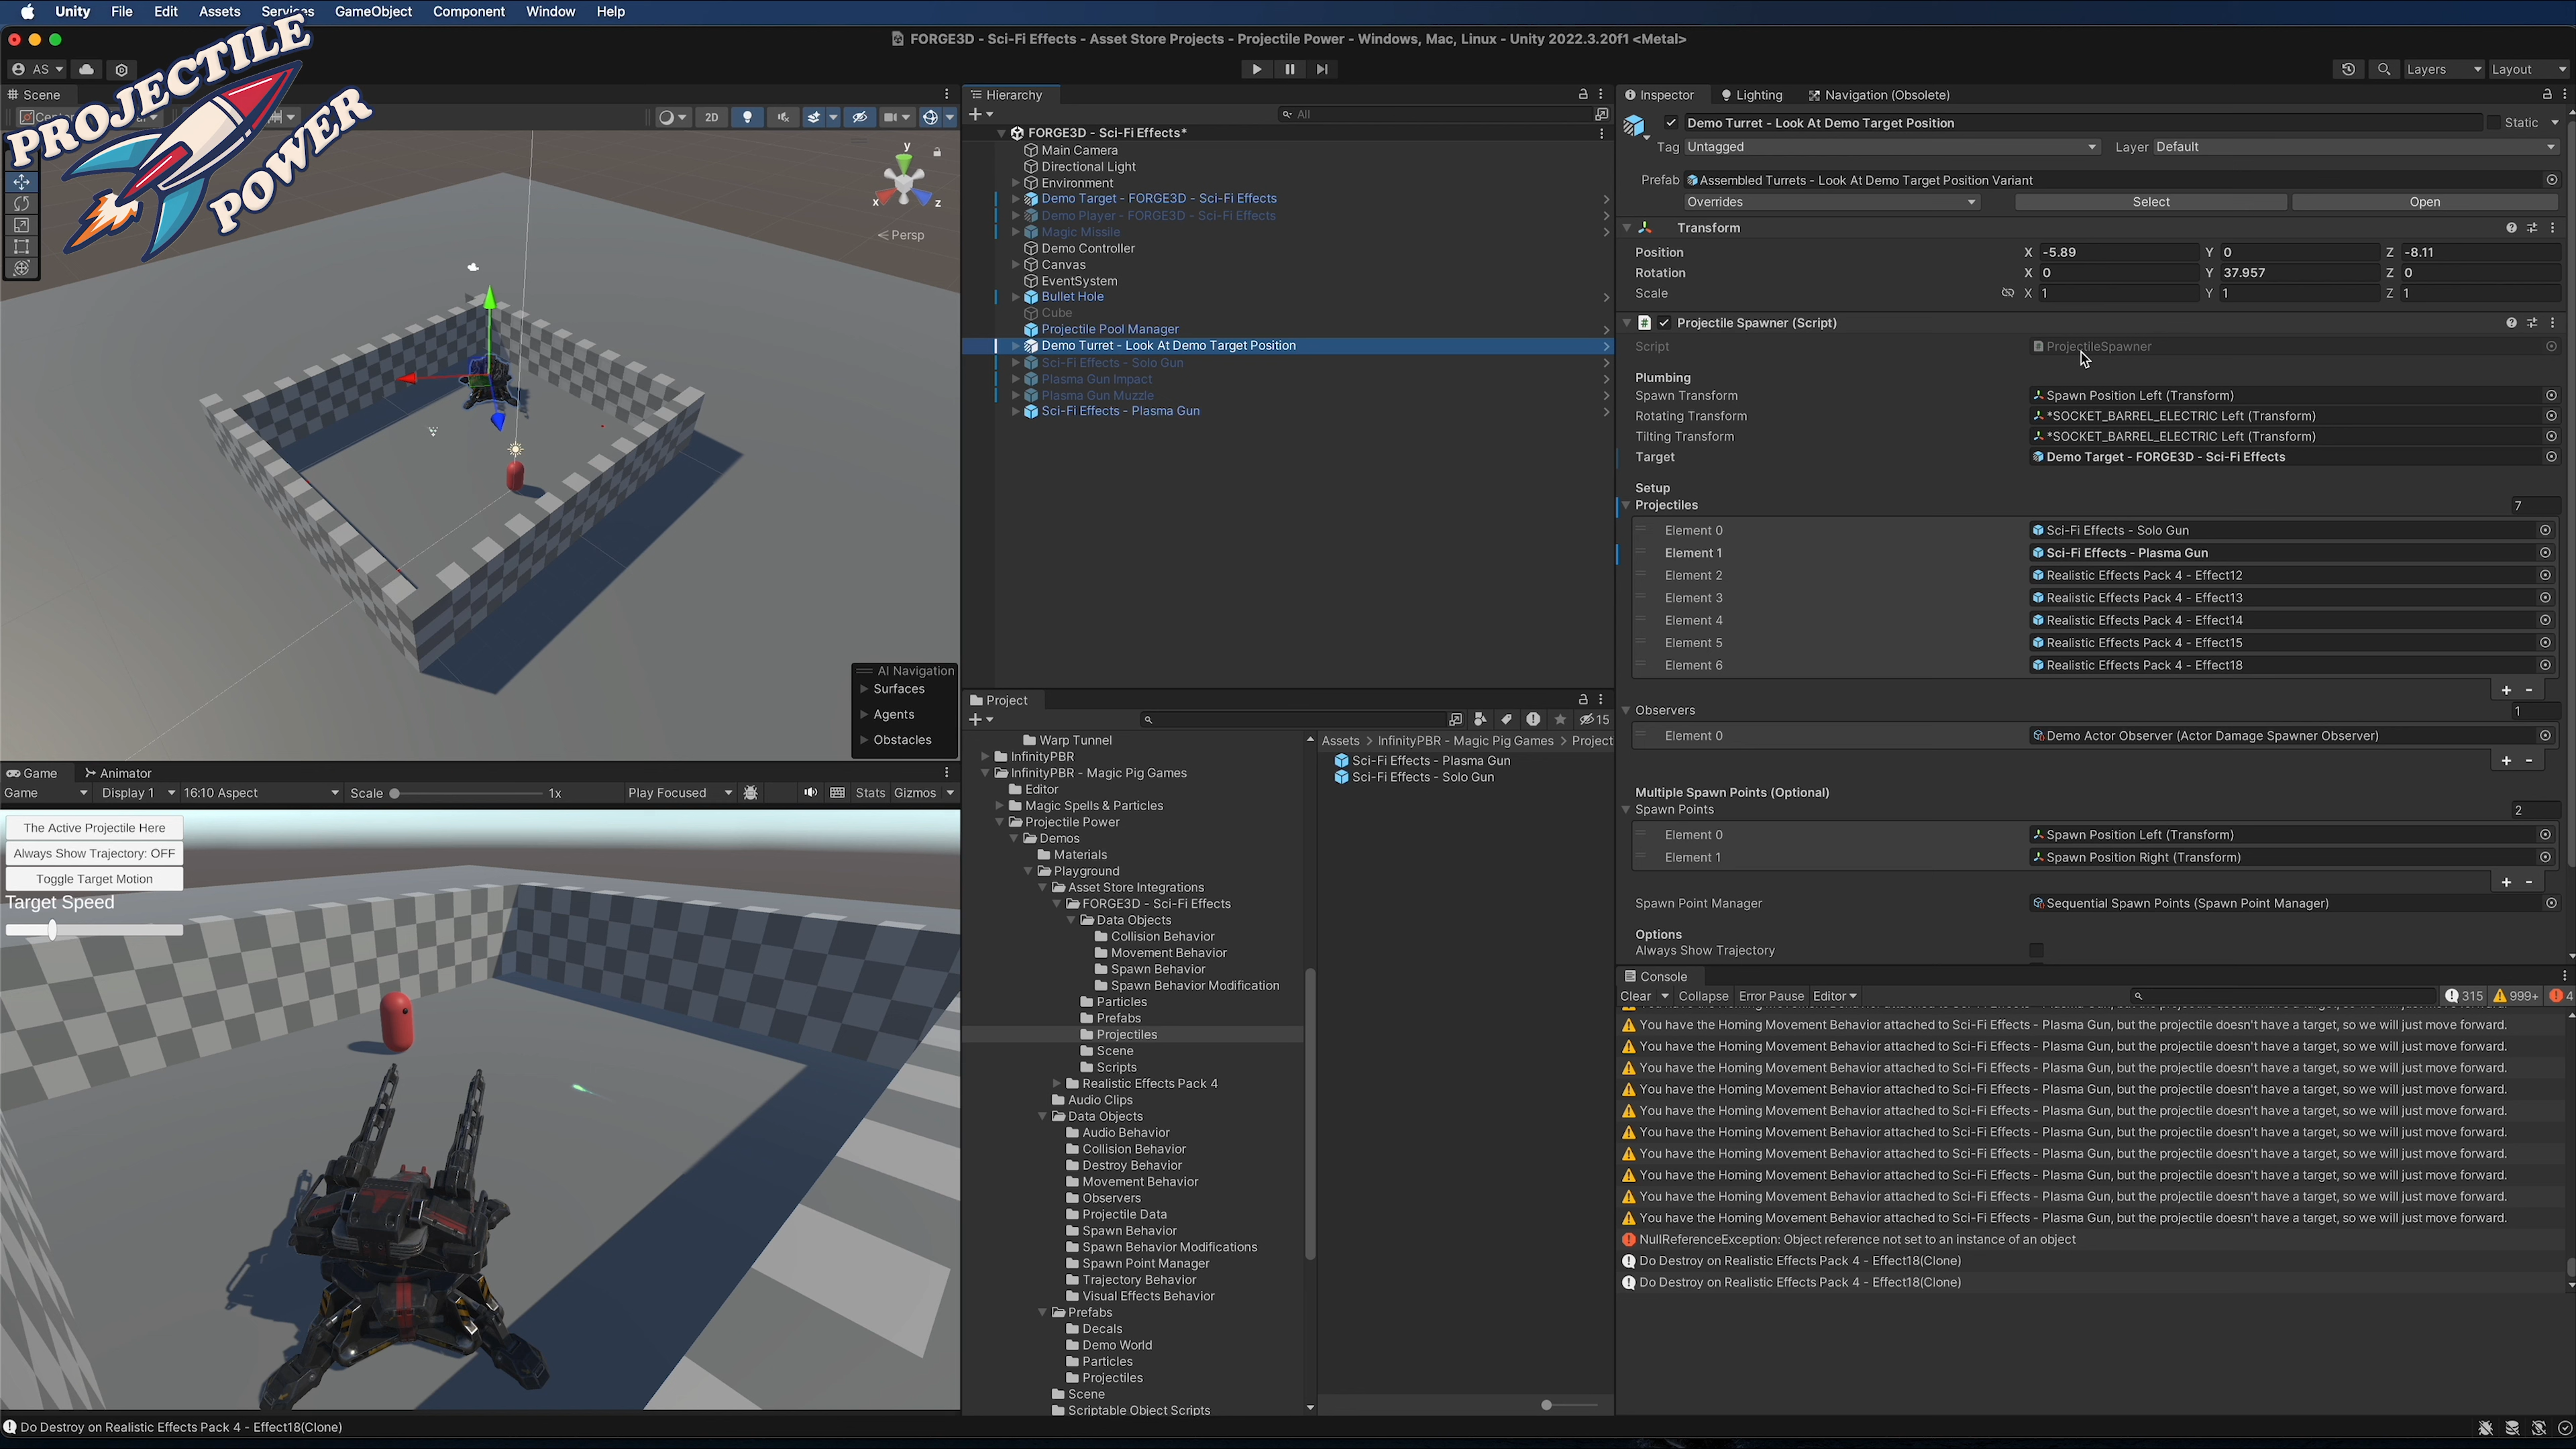 Unity File Edit Assets Services GameObject Component Window Help
FORGE3D - Sci-Fi Effects - Asset Store Projects - Projectile Power - Windows, Mac, Linux - Unity 2022.3.20f1 <Metal>
PROJECTILE
POWER
AS
Layers
Layout
Scene
2D
y
x
z
Persp
AI Navigation
Surfaces
Agents
Obstacles
Game Animator
Game Display 1 16:10 Aspect Scale 1x Play Focused Stats Gizmos
The Active Projectile Here
Always Show Trajectory: OFF
Toggle Target Motion
Target Speed
Hierarchy
All
FORGE3D - Sci-Fi Effects*
Main Camera
Directional Light
Environment
Demo Target - FORGE3D - Sci-Fi Effects
Demo Player - FORGE3D - Sci-Fi Effects
Magic Missile
Demo Controller
Canvas
EventSystem
Bullet Hole
Cube
Projectile Pool Manager
Demo Turret - Look At Demo Target Position
Sci-Fi Effects - Solo Gun
Plasma Gun Impact
Plasma Gun Muzzle
Sci-Fi Effects - Plasma Gun
Project
15
Warp Tunnel
InfinityPBR
InfinityPBR - Magic Pig Games
Editor
Magic Spells & Particles
Projectile Power
Demos
Materials
Playground
Asset Store Integrations
FORGE3D - Sci-Fi Effects
Data Objects
Collision Behavior
Movement Behavior
Spawn Behavior
Spawn Behavior Modification
Particles
Prefabs
Projectiles
Scene
Scripts
Realistic Effects Pack 4
Audio Clips
Data Objects
Audio Behavior
Collision Behavior
Destroy Behavior
Movement Behavior
Observers
Projectile Data
Spawn Behavior
Spawn Behavior Modifications
Spawn Point Manager
Trajectory Behavior
Visual Effects Behavior
Prefabs
Decals
Demo World
Particles
Projectiles
Scene
Scriptable Object Scripts
Assets > InfinityPBR - Magic Pig Games > Project
Sci-Fi Effects - Plasma Gun
Sci-Fi Effects - Solo Gun
Inspector Lighting Navigation (Obsolete)
Demo Turret - Look At Demo Target Position Static
Tag Untagged Layer Default
Prefab Assembled Turrets - Look At Demo Target Position Variant
Overrides Select Open
Transform
Position X -5.89 Y 0 Z -8.11
Rotation X 0 Y 37.957 Z 0
Scale X 1 Y 1 Z 1
Projectile Spawner (Script)
Script ProjectileSpawner
Plumbing
Spawn Transform Spawn Position Left (Transform)
Rotating Transform *SOCKET_BARREL_ELECTRIC Left (Transform)
Tilting Transform *SOCKET_BARREL_ELECTRIC Left (Transform)
Target Demo Target - FORGE3D - Sci-Fi Effects
Setup
Projectiles 7
Element 0 Sci-Fi Effects - Solo Gun
Element 1 Sci-Fi Effects - Plasma Gun
Element 2 Realistic Effects Pack 4 - Effect12
Element 3 Realistic Effects Pack 4 - Effect13
Element 4 Realistic Effects Pack 4 - Effect14
Element 5 Realistic Effects Pack 4 - Effect15
Element 6 Realistic Effects Pack 4 - Effect18
Observers 1
Element 0 Demo Actor Observer (Actor Damage Spawner Observer)
Multiple Spawn Points (Optional)
Spawn Points 2
Element 0 Spawn Position Left (Transform)
Element 1 Spawn Position Right (Transform)
Spawn Point Manager Sequential Spawn Points (Spawn Point Manager)
Options
Always Show Trajectory
Console
Clear Collapse Error Pause Editor 315 999+ 4
You have the Homing Movement Behavior attached to Sci-Fi Effects - Plasma Gun, but the projectile doesn't have a target, so we will just move forward.
You have the Homing Movement Behavior attached to Sci-Fi Effects - Plasma Gun, but the projectile doesn't have a target, so we will just move forward.
You have the Homing Movement Behavior attached to Sci-Fi Effects - Plasma Gun, but the projectile doesn't have a target, so we will just move forward.
You have the Homing Movement Behavior attached to Sci-Fi Effects - Plasma Gun, but the projectile doesn't have a target, so we will just move forward.
You have the Homing Movement Behavior attached to Sci-Fi Effects - Plasma Gun, but the projectile doesn't have a target, so we will just move forward.
You have the Homing Movement Behavior attached to Sci-Fi Effects - Plasma Gun, but the projectile doesn't have a target, so we will just move forward.
You have the Homing Movement Behavior attached to Sci-Fi Effects - Plasma Gun, but the projectile doesn't have a target, so we will just move forward.
You have the Homing Movement Behavior attached to Sci-Fi Effects - Plasma Gun, but the projectile doesn't have a target, so we will just move forward.
You have the Homing Movement Behavior attached to Sci-Fi Effects - Plasma Gun, but the projectile doesn't have a target, so we will just move forward.
You have the Homing Movement Behavior attached to Sci-Fi Effects - Plasma Gun, but the projectile doesn't have a target, so we will just move forward.
NullReferenceException: Object reference not set to an instance of an object
Do Destroy on Realistic Effects Pack 4 - Effect18(Clone)
Do Destroy on Realistic Effects Pack 4 - Effect18(Clone)
Do Destroy on Realistic Effects Pack 4 - Effect18(Clone)